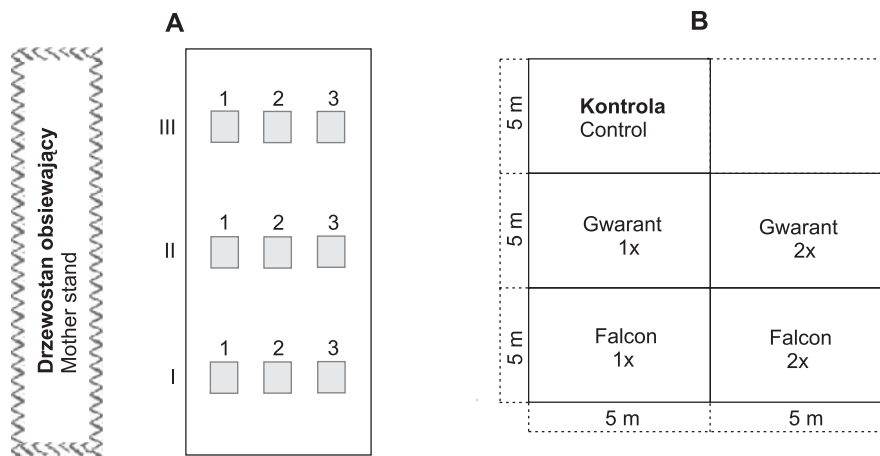 A
Drzewostan obsiewający
Mother stand
III
1 2 3
II
1 2 3
I
1 2 3
B
5 m
Kontrola
Control
5 m
Gwarant
1x
Gwarant
2x
5 m
Falcon
1x
Falcon
2x
5 m
5 m